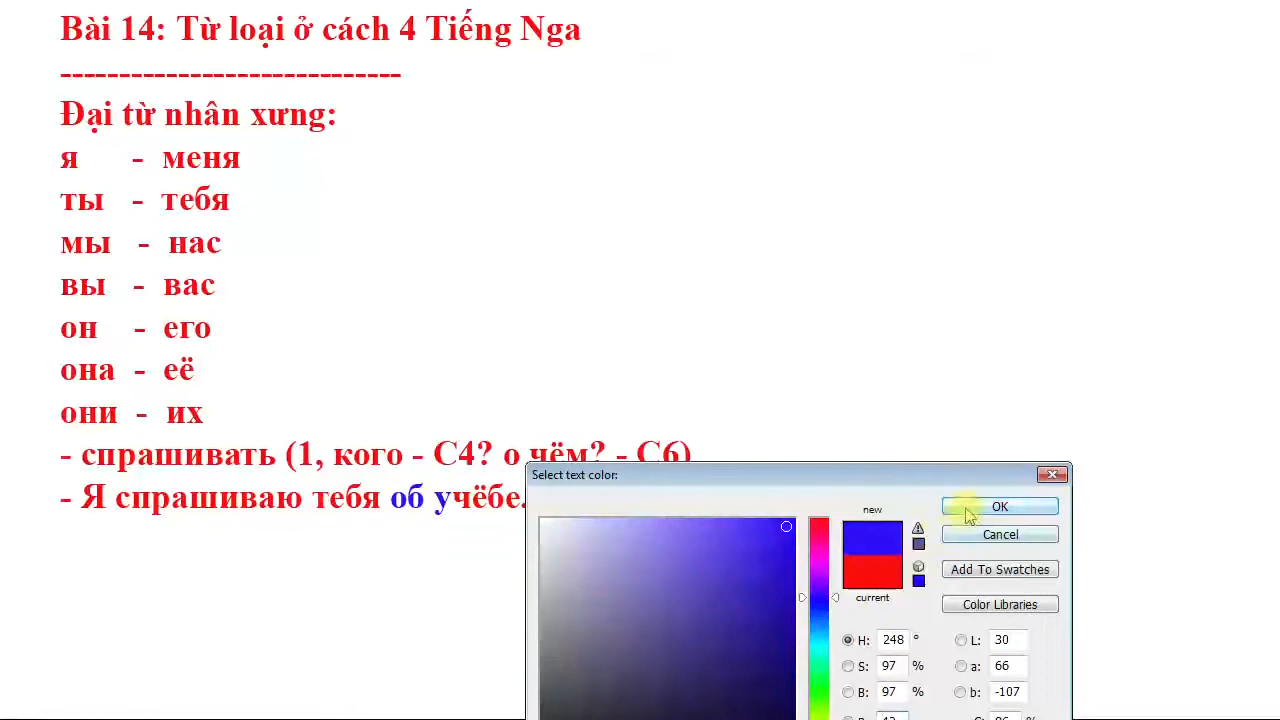 Bài 14: Từ loại ở cách 4 Tiếng Nga
-----------------------------
Đại từ nhân xưng:
я - меня
ты - тебя
мы - нас
вы - вас
он - его
она - её
они - их
- спрашивать (1, кого - C4? о чём? - C6)
- Я спрашиваю тебя об учёбе.
Select text color:
new
OK
Cancel
Add To Swatches
current
Color Libraries
H: 248 °
L: 30
S: 97 %
a: 66
B: 97 %
b: -107